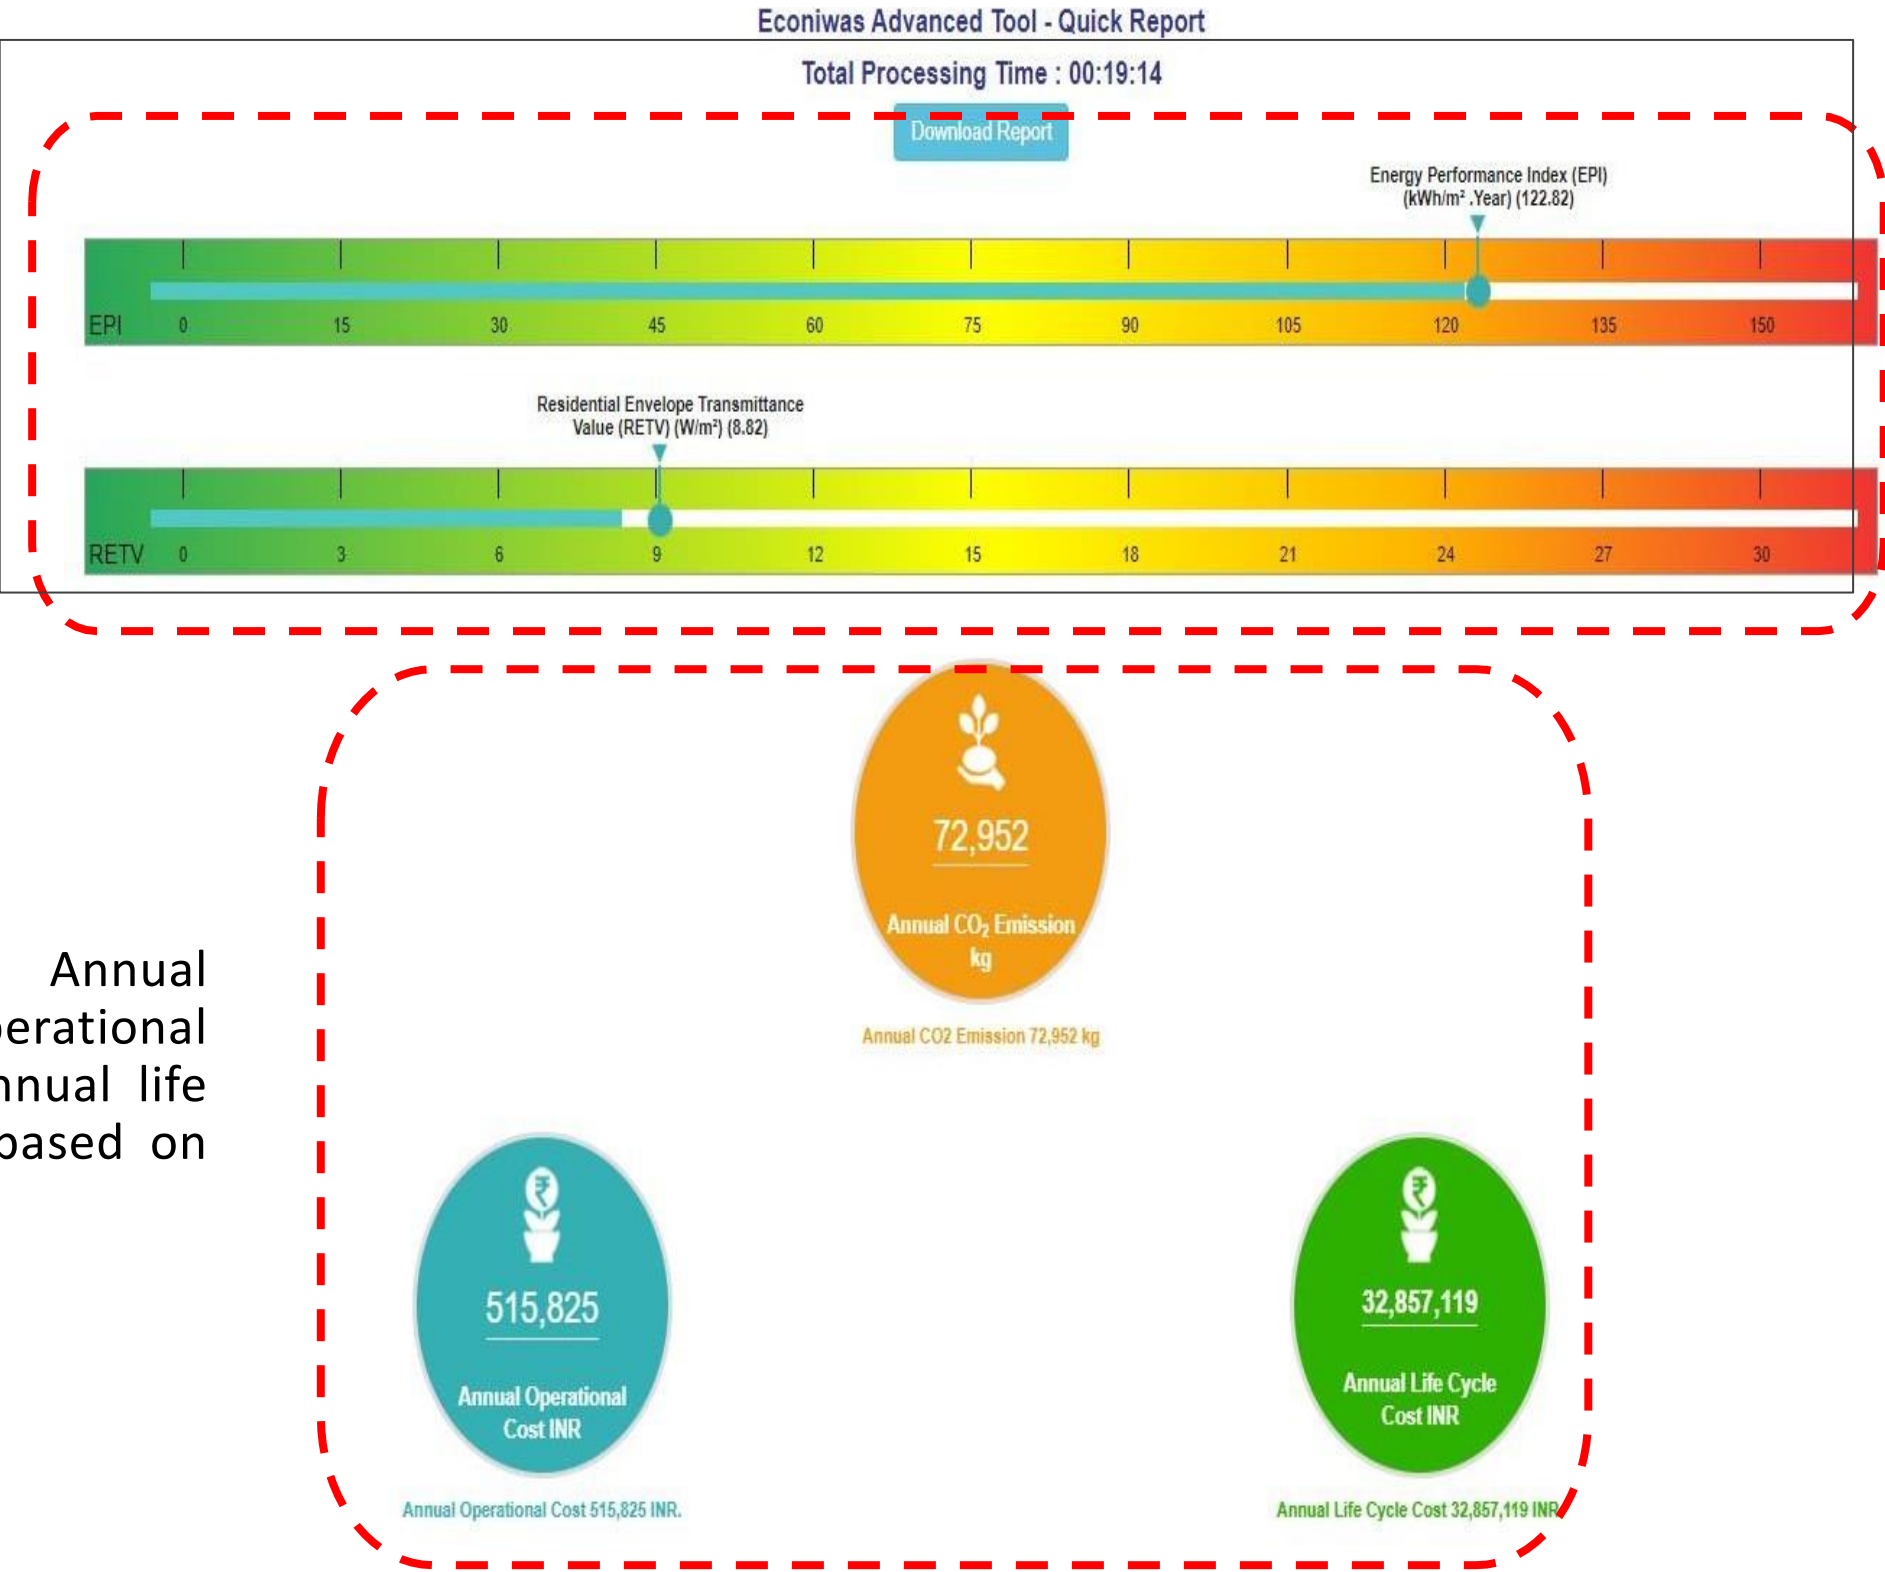 Econiwas Advanced Tool - Quick Report
Total Processing Time : 00:19:14
Download Report
Energy Performance Index (EPI)
(kWh/m² .Year) (122.82)
EPI 0 15 30 45 60 75 90 105 120 135 150
Residential Envelope Transmittance
Value (RETV) (W/m²) (8.82)
RETV 0 3 6 9 12 15 18 21 24 27 30
72,952
Annual CO₂ Emission
kg
Annual CO2 Emission 72,952 kg
Annual
perational
nnual life
based on
515,825
Annual Operational
Cost INR
Annual Operational Cost 515,825 INR.
32,857,119
Annual Life Cycle
Cost INR
Annual Life Cycle Cost 32,857,119 INR